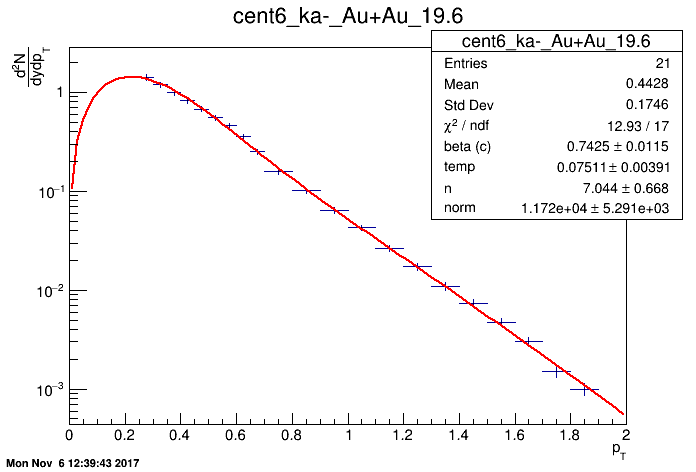 cent6_ka-_Au+Au_19.6
cent6_ka-_Au+Au_19.6
Entries 21
Mean 0.4428
Std Dev 0.1746
χ² / ndf 12.93 / 17
beta (c) 0.7425 ± 0.0115
temp 0.07511 ± 0.00391
n 7.044 ± 0.668
norm 1.172e+04 ± 5.291e+03
d²N
dydp_T
1
10⁻¹
10⁻²
10⁻³
0 0.2 0.4 0.6 0.8 1 1.2 1.4 1.6 1.8 2
p_T
Mon Nov 6 12:39:43 2017